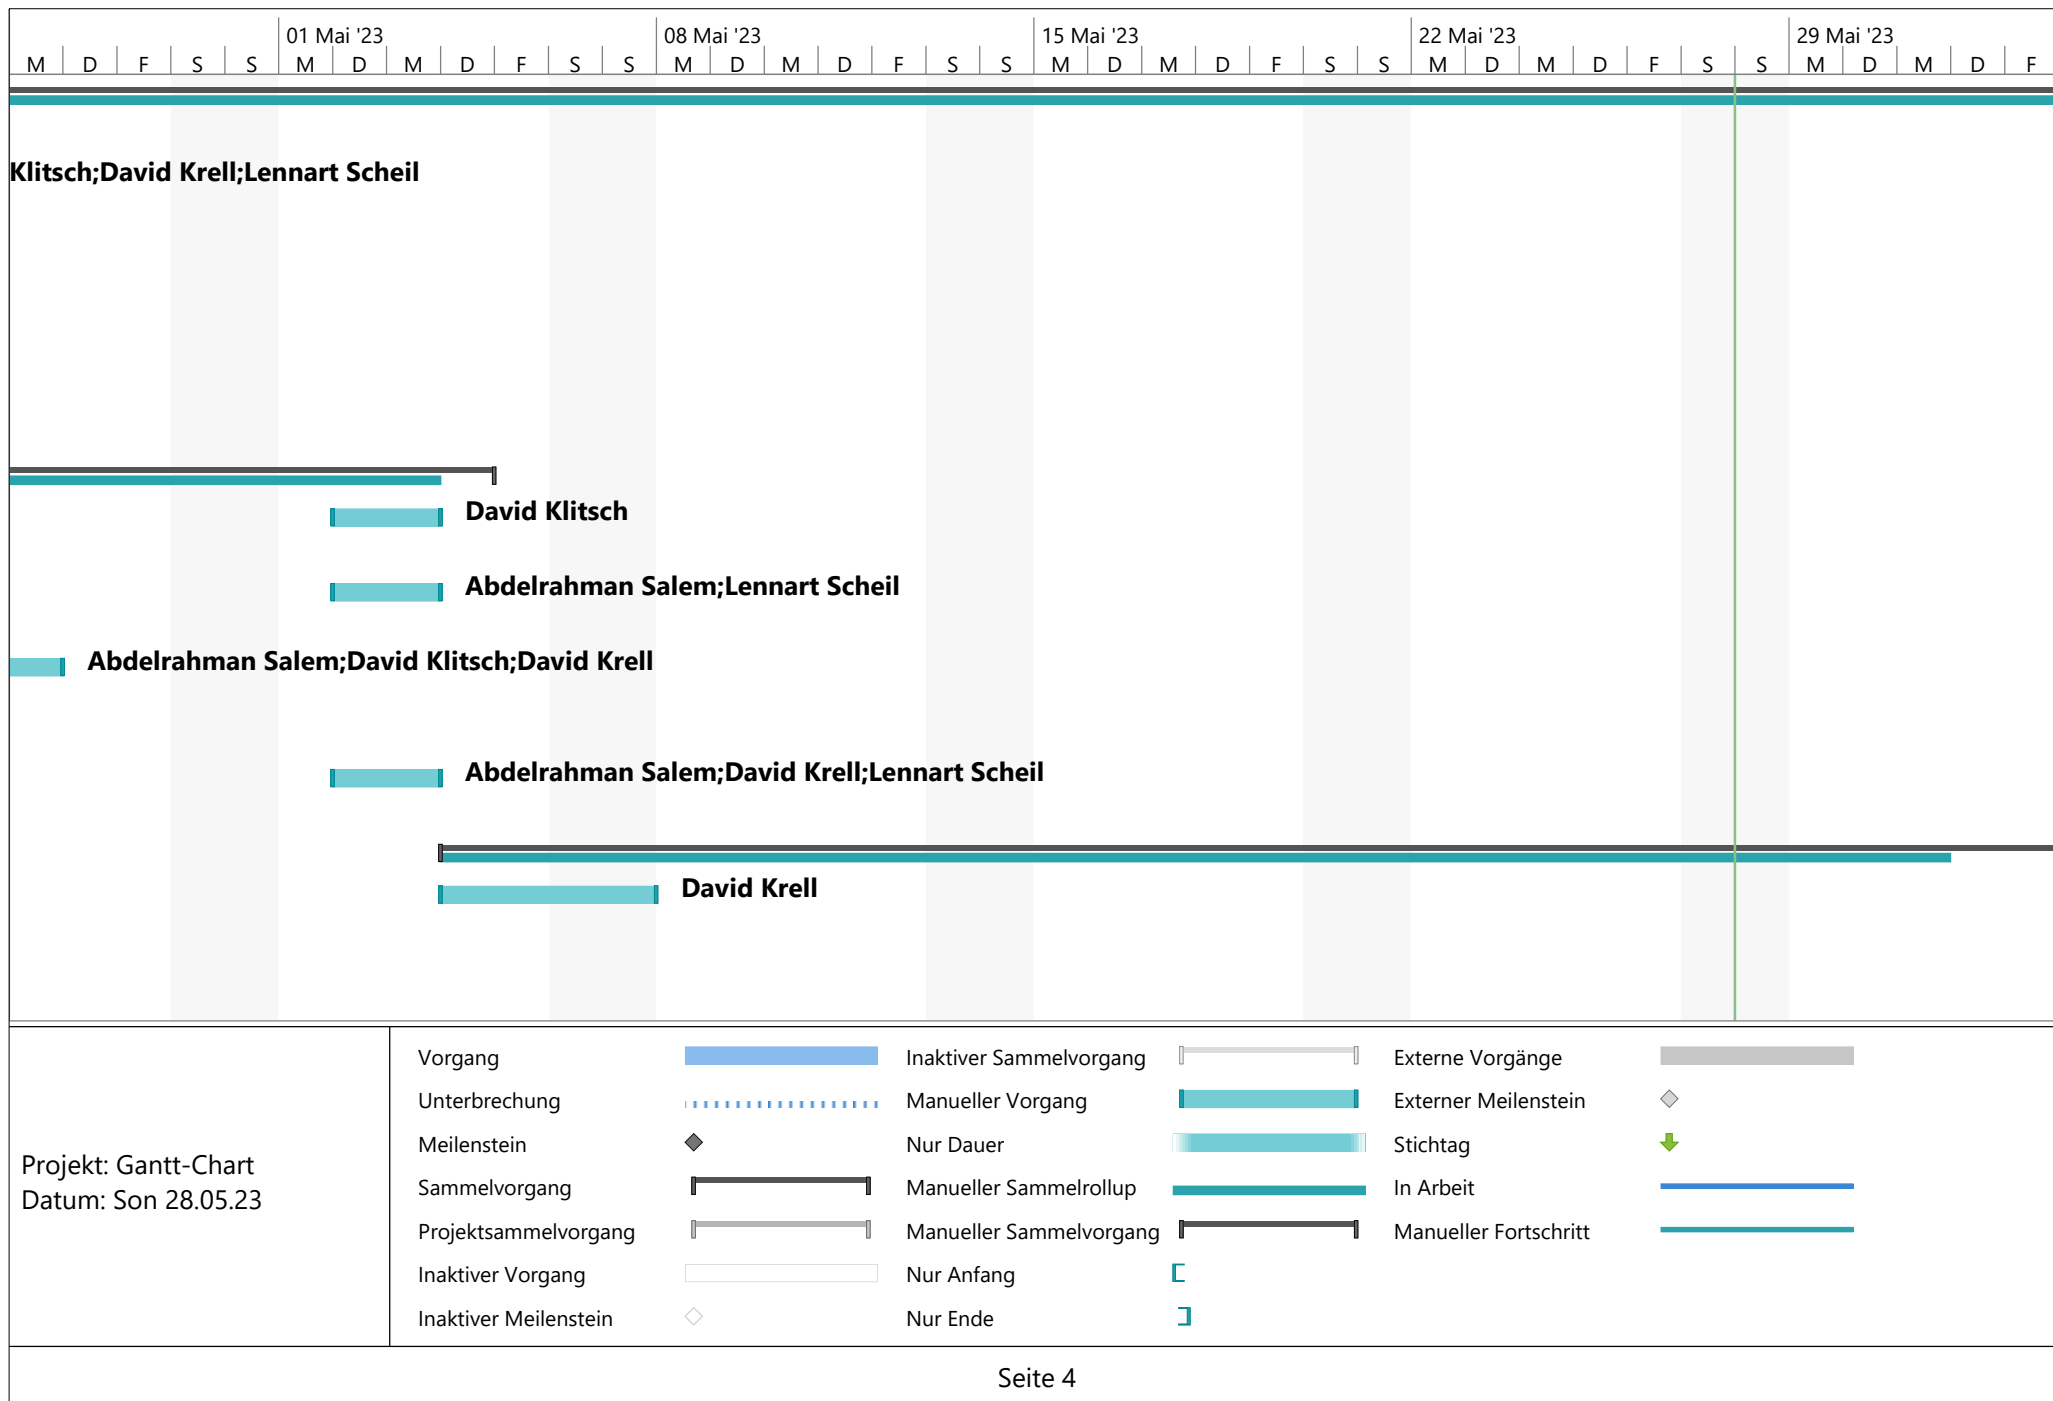 01 Mai '23 08 Mai '23 15 Mai '23 22 Mai '23 29 Mai '23
M D F S S M D M D F S S M D M D F S S M D M D F S S M D M D F S S M D M D F
Klitsch;David Krell;Lennart Scheil
David Klitsch
Abdelrahman Salem;Lennart Scheil
Abdelrahman Salem;David Klitsch;David Krell
Abdelrahman Salem;David Krell;Lennart Scheil
David Krell
Projekt: Gantt-Chart
Datum: Son 28.05.23
Vorgang
Unterbrechung
Meilenstein
Sammelvorgang
Projektsammelvorgang
Inaktiver Vorgang
Inaktiver Meilenstein
Inaktiver Sammelvorgang
Manueller Vorgang
Nur Dauer
Manueller Sammelrollup
Manueller Sammelvorgang
Nur Anfang
Nur Ende
Externe Vorgänge
Externer Meilenstein
Stichtag
In Arbeit
Manueller Fortschritt
Seite 4